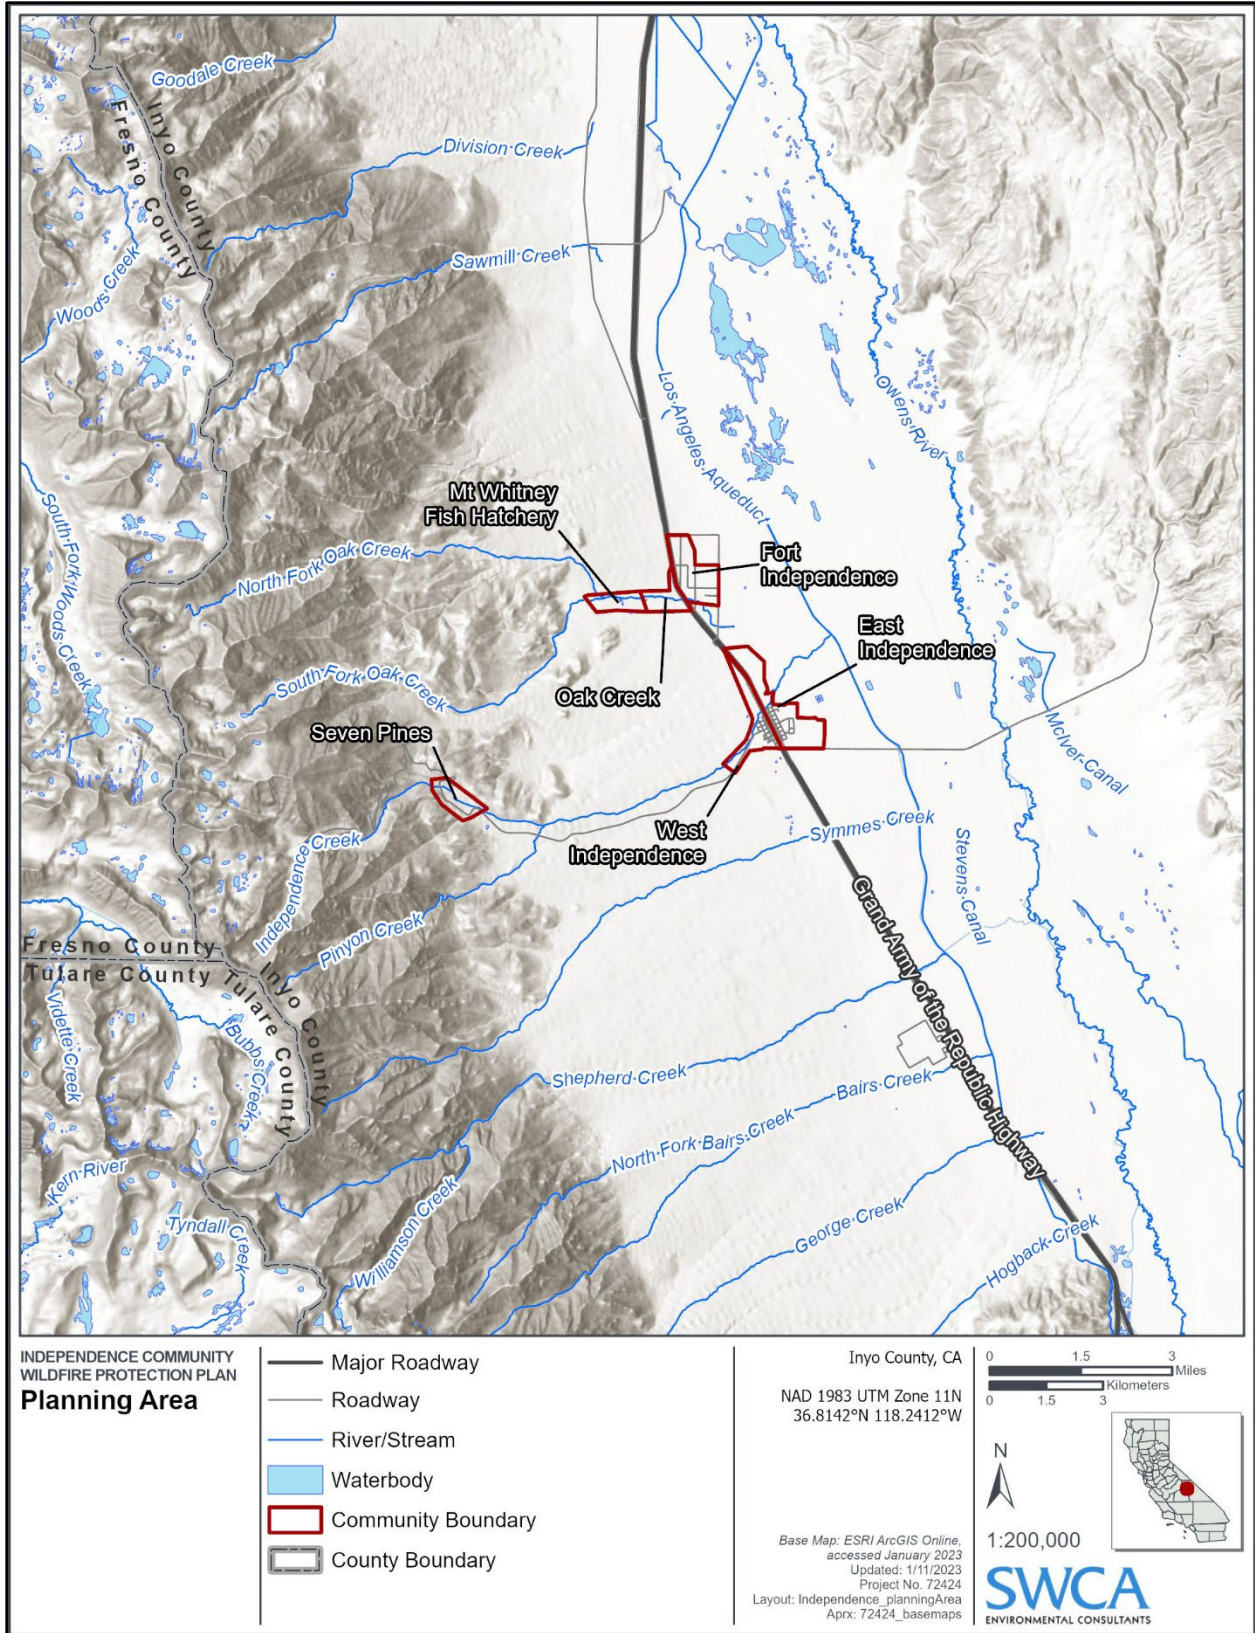 Goodale Creek
Inyo County
Fresno County
Division Creek
Sawmill Creek
Woods Creek
Los Angeles Aqueduct
Owens River
Mt Whitney
Fish Hatchery
South Fork Woods Creek
North Fork Oak Creek
Fort
Independence
East
Independence
South Fork Oak Creek
Oak Creek
Seven Pines
McIver Canal
West
Independence
Symmes Creek
Independence Creek
Stevens Canal
Pinyon Creek
Grand Army of the Republic Highway
Fresno County
Tulare County
Inyo County
Tulare County
Vidette Creek
Bubbs Creek
Shepherd Creek
Bairs Creek
North Fork Bairs Creek
Kern River
Tyndall Creek
Williamson Creek
George Creek
Hogback Creek
INDEPENDENCE COMMUNITY
WILDFIRE PROTECTION PLAN
Planning Area
Major Roadway
Roadway
River/Stream
Waterbody
Community Boundary
County Boundary
Inyo County, CA
NAD 1983 UTM Zone 11N
36.8142°N 118.2412°W
Base Map: ESRI ArcGIS Online,
accessed January 2023
Updated: 1/11/2023
Project No. 72424
Layout: Independence_planningArea
Aprx: 72424_basemaps
0 1.5 3
Miles
Kilometers
0 1.5 3
N
1:200,000
SWCA
ENVIRONMENTAL CONSULTANTS